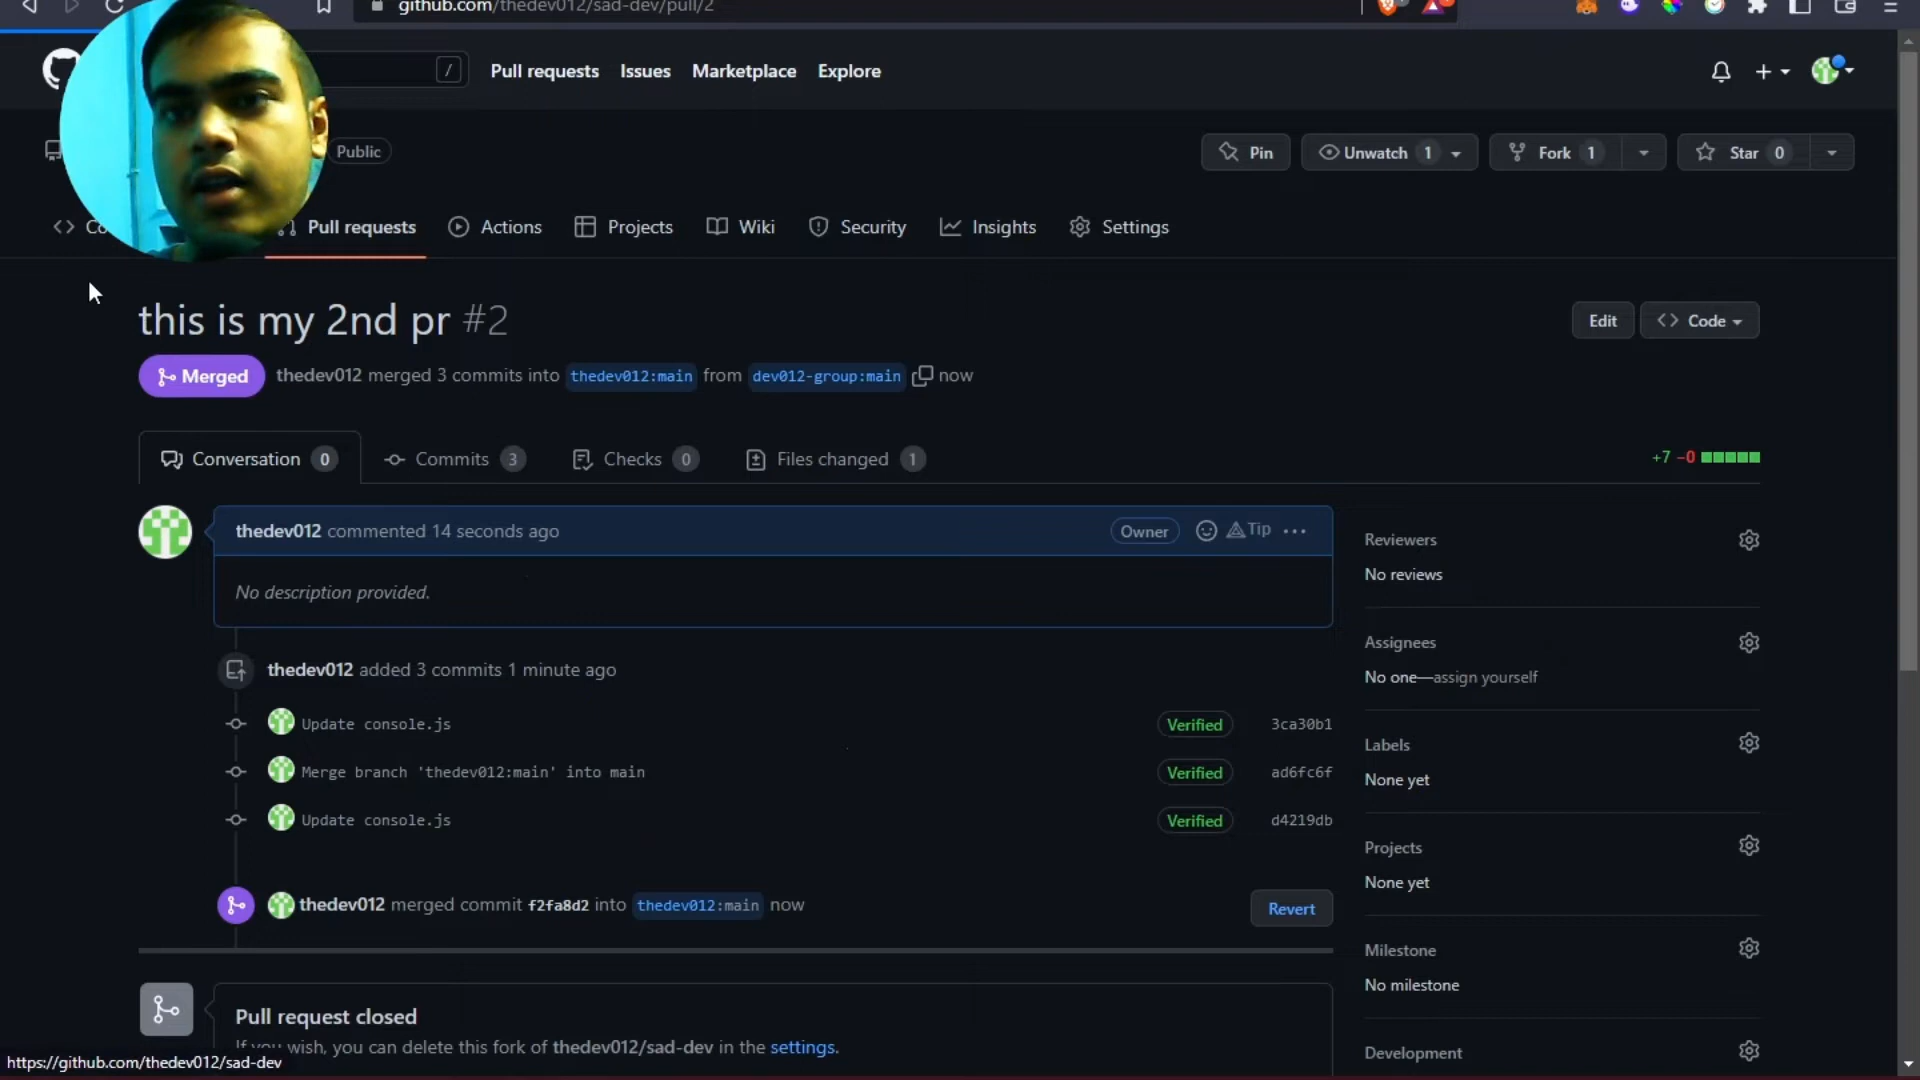 github.com/thedev012/sad-dev/pull/2
/
Pull requests Issues Marketplace Explore
Public
Pin
Unwatch 1
Fork 1
Star 0
Pull requests Actions Projects Wiki Security Insights Settings
this is my 2nd pr #2
Edit
Code
Merged
thedev012 merged 3 commits into thedev012:main from dev012-group:main now
Conversation 0
Commits 3
Checks 0
Files changed 1
+7 −0
thedev012 commented 14 seconds ago
Owner
Tip
No description provided.
thedev012 added 3 commits 1 minute ago
Update console.js Verified 3ca30b1
Merge branch 'thedev012:main' into main Verified ad6fc6f
Update console.js Verified d4219db
thedev012 merged commit f2fa8d2 into thedev012:main now
Revert
Pull request closed
If you wish, you can delete this fork of thedev012/sad-dev in the settings.
Reviewers
No reviews
Assignees
No one—assign yourself
Labels
None yet
Projects
None yet
Milestone
No milestone
Development
https://github.com/thedev012/sad-dev